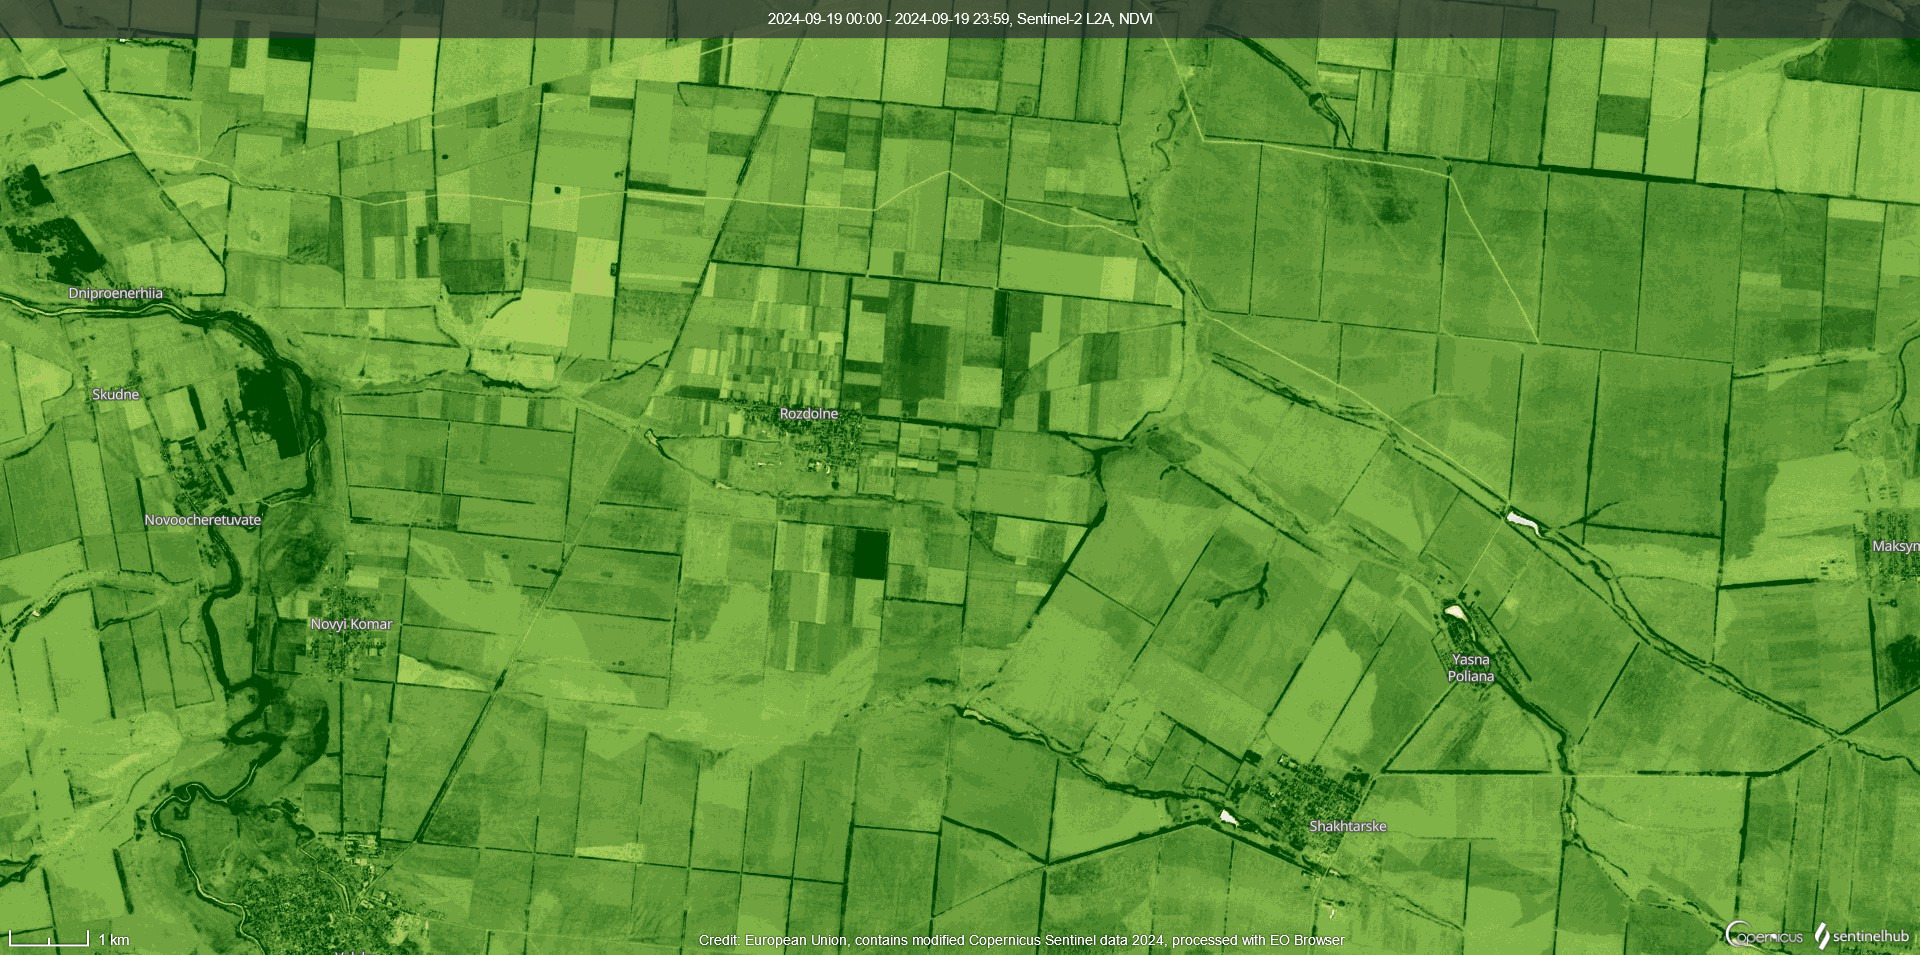 2024-09-19 00:00 - 2024-09-19 23:59, Sentinel-2 L2A, NDVI
Dniproenerhiia
Skudne
Rozdolne
Novoocheretuvate
Maksym
Novyi Komar
Yasna
Poliana
Shakhtarske
1 km
Credit: European Union, contains modified Copernicus Sentinel data 2024, processed with EO Browser
opernicus
sentinelhub